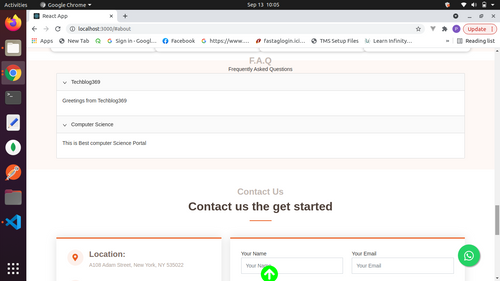 Activities Google Chrome Sep 13 10:05
React App
localhost:3000/#about Update
Apps New Tab Sign in - Googl... Facebook https://www.... fastaglogin.ici... TMS Setup Files Learn Infinity... Reading list
F.A.Q
Frequently Asked Questions
Techblog369
Greetings from Techblog369
Computer Science
This is Best computer Science Portal
Contact Us
Contact us the get started
Location:
A108 Adam Street, New York, NY 535022
Your Name Your Email
Your Name Your Email